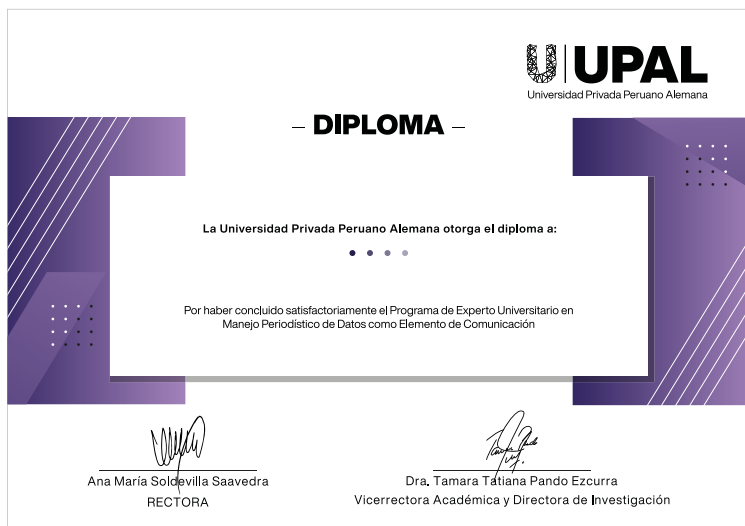 UPAL
Universidad Privada Peruano Alemana
– DIPLOMA –
La Universidad Privada Peruano Alemana otorga el diploma a:
Por haber concluido satisfactoriamente el Programa de Experto Universitario en
Manejo Periodístico de Datos como Elemento de Comunicación
Ana María Soldevilla Saavedra
RECTORA
Dra. Tamara Tatiana Pando Ezcurra
Vicerrectora Académica y Directora de Investigación